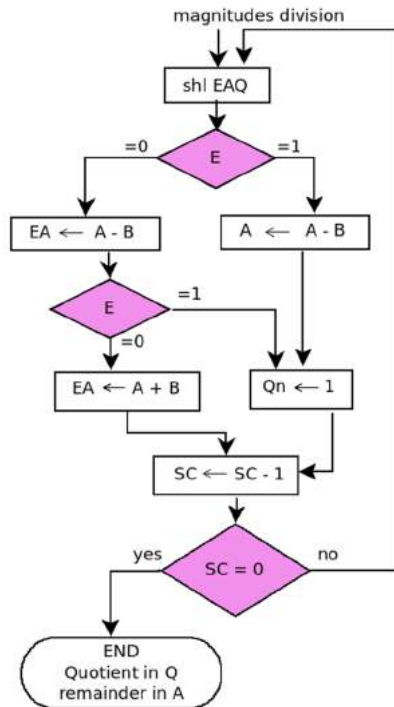 magnitudes division
shl EAQ
=0
E
=1
EA ← A - B
A ← A - B
E
=1
=0
EA ← A + B
Qn ← 1
SC ← SC - 1
yes
SC = 0
no
END
Quotient in Q
remainder in A